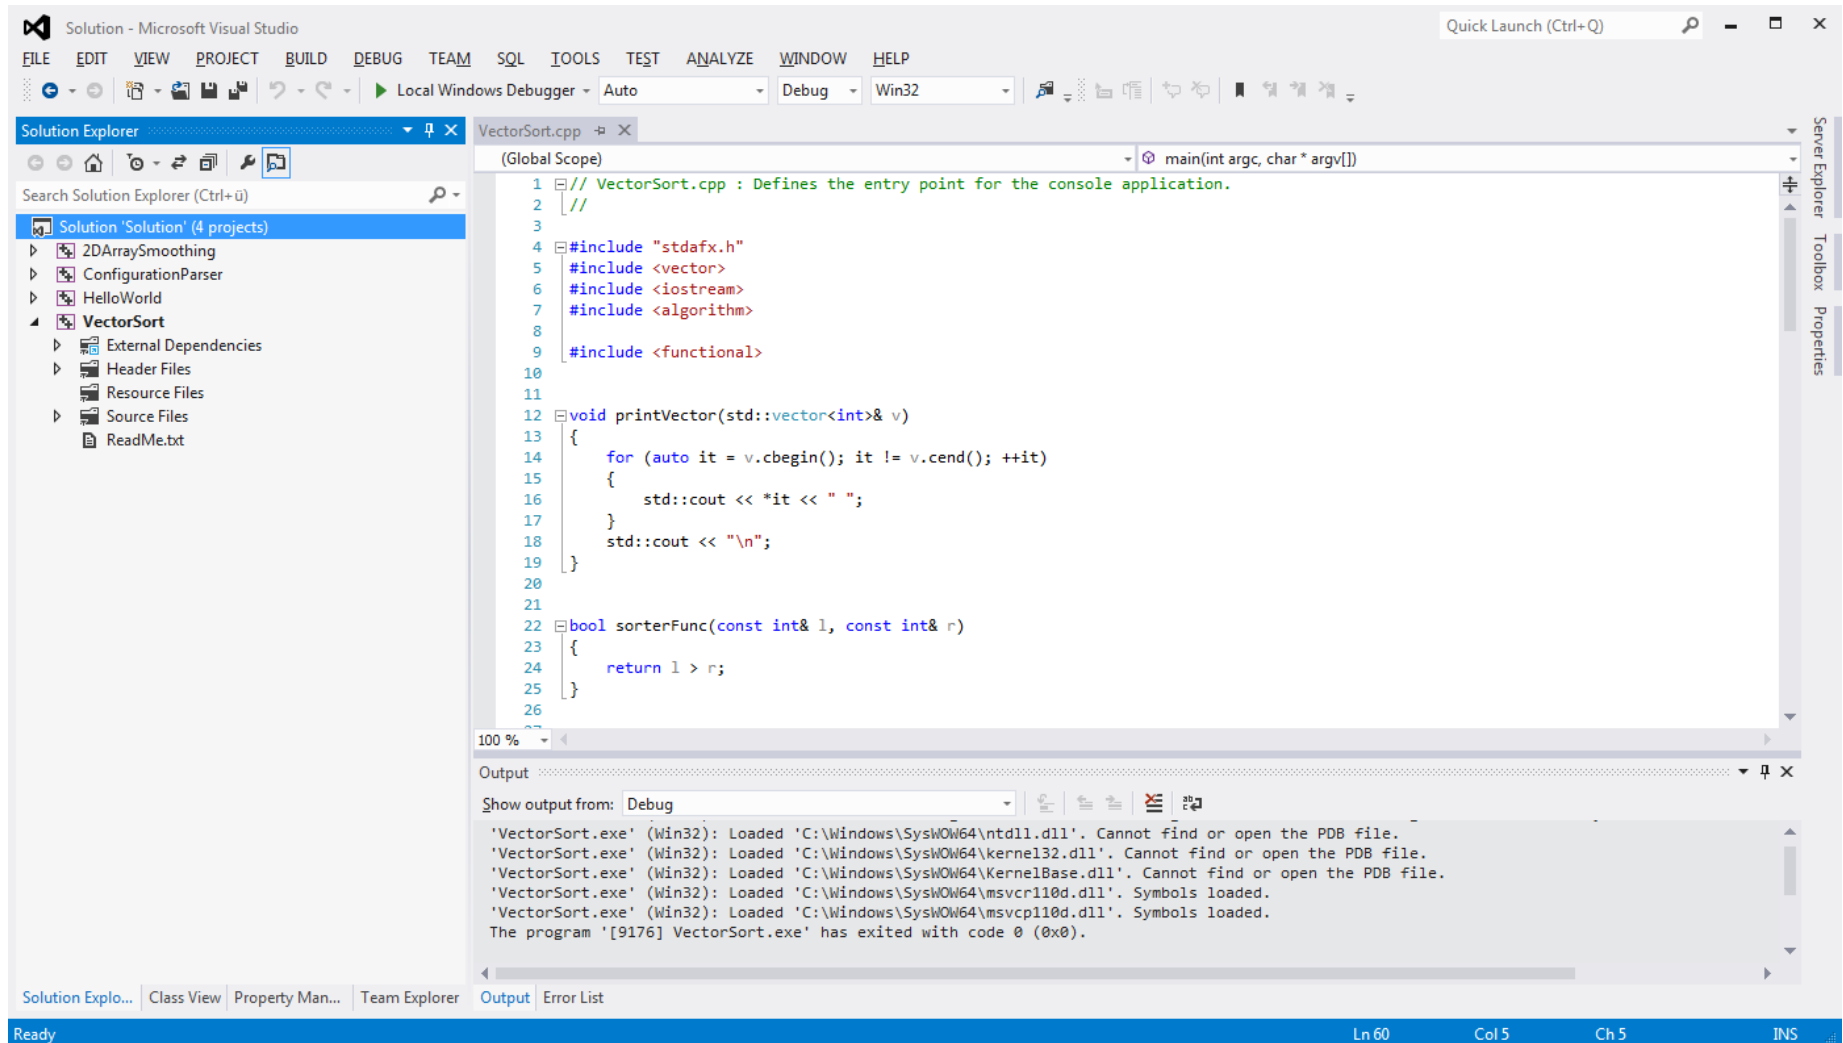 Solution - Microsoft Visual Studio
Quick Launch (Ctrl+Q)
FILE EDIT VIEW PROJECT BUILD DEBUG TEAM SQL TOOLS TEST ANALYZE WINDOW HELP
Local Windows Debugger Auto Debug Win32
Solution Explorer
Search Solution Explorer (Ctrl+ü)
Solution 'Solution' (4 projects)
2DArraySmoothing
ConfigurationParser
HelloWorld
VectorSort
External Dependencies
Header Files
Resource Files
Source Files
ReadMe.txt
Solution Explo... Class View Property Man... Team Explorer
VectorSort.cpp
(Global Scope) main(int argc, char * argv[])
1 // VectorSort.cpp : Defines the entry point for the console application.
2 //
3
4 #include "stdafx.h"
5 #include <vector>
6 #include <iostream>
7 #include <algorithm>
8
9 #include <functional>
10
11
12 void printVector(std::vector<int>& v)
13 {
14 for (auto it = v.cbegin(); it != v.cend(); ++it)
15 {
16 std::cout << *it << " ";
17 }
18 std::cout << "\n";
19 }
20
21
22 bool sorterFunc(const int& l, const int& r)
23 {
24 return l > r;
25 }
26
100 %
Output
Show output from: Debug
'VectorSort.exe' (Win32): Loaded 'C:\Windows\SysWOW64\ntdll.dll'. Cannot find or open the PDB file.
'VectorSort.exe' (Win32): Loaded 'C:\Windows\SysWOW64\kernel32.dll'. Cannot find or open the PDB file.
'VectorSort.exe' (Win32): Loaded 'C:\Windows\SysWOW64\KernelBase.dll'. Cannot find or open the PDB file.
'VectorSort.exe' (Win32): Loaded 'C:\Windows\SysWOW64\msvcr110d.dll'. Symbols loaded.
'VectorSort.exe' (Win32): Loaded 'C:\Windows\SysWOW64\msvcp110d.dll'. Symbols loaded.
The program '[9176] VectorSort.exe' has exited with code 0 (0x0).
Output Error List
Server Explorer
Toolbox
Properties
Ready Ln 60 Col 5 Ch 5 INS